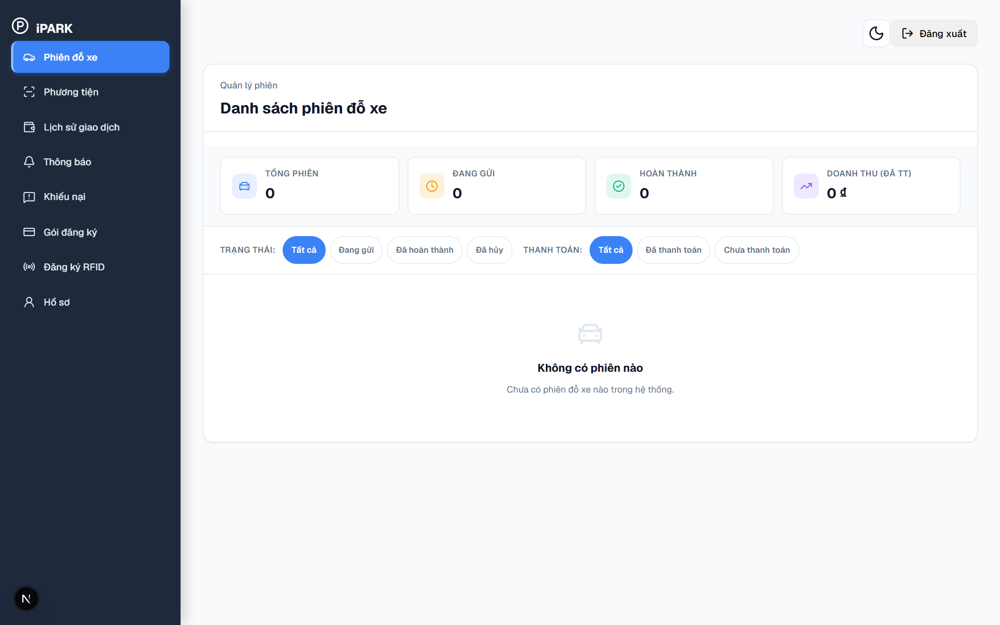 iPARK
Phiên đỗ xe
Phương tiện
Lịch sử giao dịch
Thông báo
Khiếu nại
Gói đăng ký
Đăng ký RFID
Hồ sơ
N
Đăng xuất
Quản lý phiên
Danh sách phiên đỗ xe
TỔNG PHIÊN
0
ĐANG GỬI
0
HOÀN THÀNH
0
DOANH THU (ĐÃ TT)
0 ₫
TRẠNG THÁI: Tất cả Đang gửi Đã hoàn thành Đã hủy THANH TOÁN: Tất cả Đã thanh toán Chưa thanh toán
Không có phiên nào
Chưa có phiên đỗ xe nào trong hệ thống.